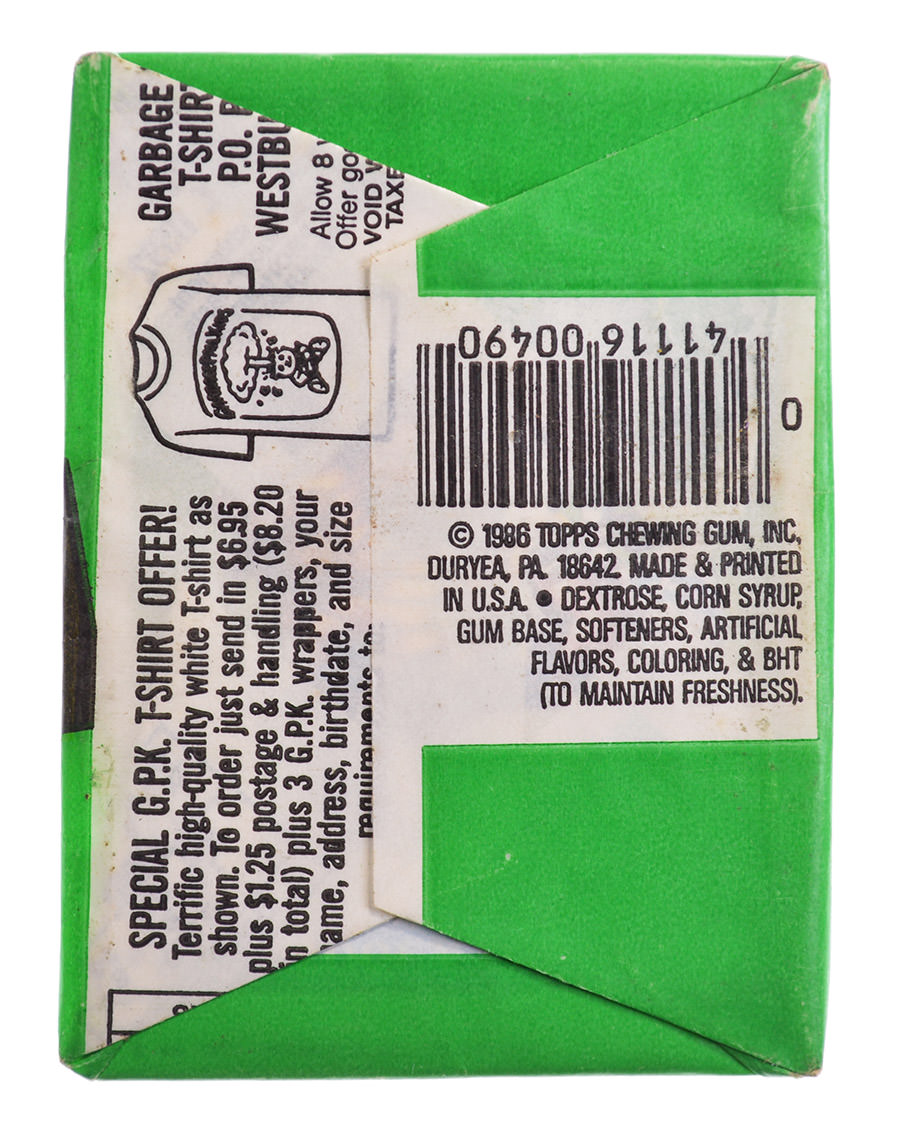 GARBAGE
T-SHIR
P.O.
WESTBU
Allow 8
Offer go
VOID
TAXE
SPECIAL G.P.K. T-SHIRT OFFER!
Terrific high-quality white T-shirt as
shown. To order just send in $6.95
plus $1.25 postage & handling ($8.20
in total) plus 3 G.P.K. wrappers, your
ame, address, birthdate, and size
requirements to
41116 00490
0
© 1986 TOPPS CHEWING GUM, INC.
DURYEA, PA. 18642 MADE & PRINTED
IN U.S.A. ● DEXTROSE, CORN SYRUP,
GUM BASE, SOFTENERS, ARTIFICIAL
FLAVORS, COLORING, & BHT
(TO MAINTAIN FRESHNESS).